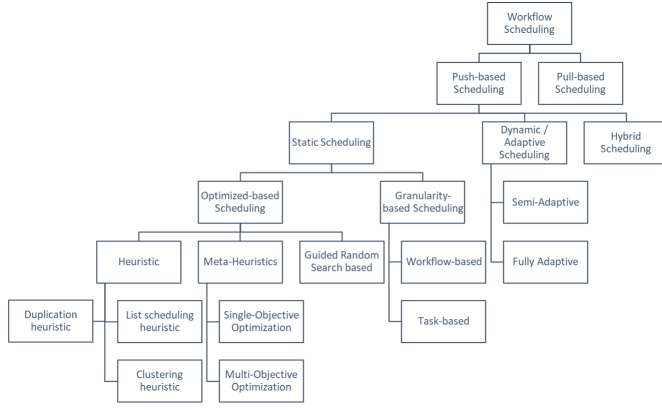 Workflow
Scheduling
Push-based
Scheduling
Pull-based
Scheduling
Static Scheduling
Dynamic /
Adaptive
Scheduling
Hybrid
Scheduling
Optimized-based
Scheduling
Granularity-
based Scheduling
Semi-Adaptive
Heuristic
Meta-Heuristics
Guided Random
Search based
Workflow-based
Fully Adaptive
Duplication
heuristic
List scheduling
heuristic
Single-Objective
Optimization
Task-based
Clustering
heuristic
Multi-Objective
Optimization